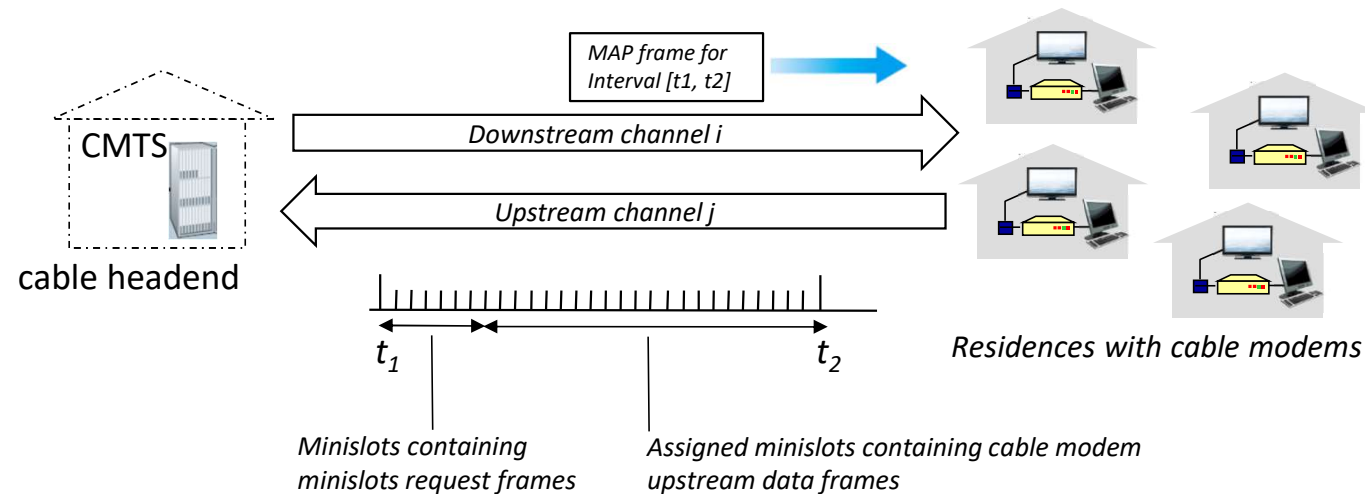 MAP frame for
Interval [t1, t2]
CMTS
Downstream channel i
Upstream channel j
cable headend
t₁
t₂
Residences with cable modems
Minislots containing
minislots request frames
Assigned minislots containing cable modem
upstream data frames